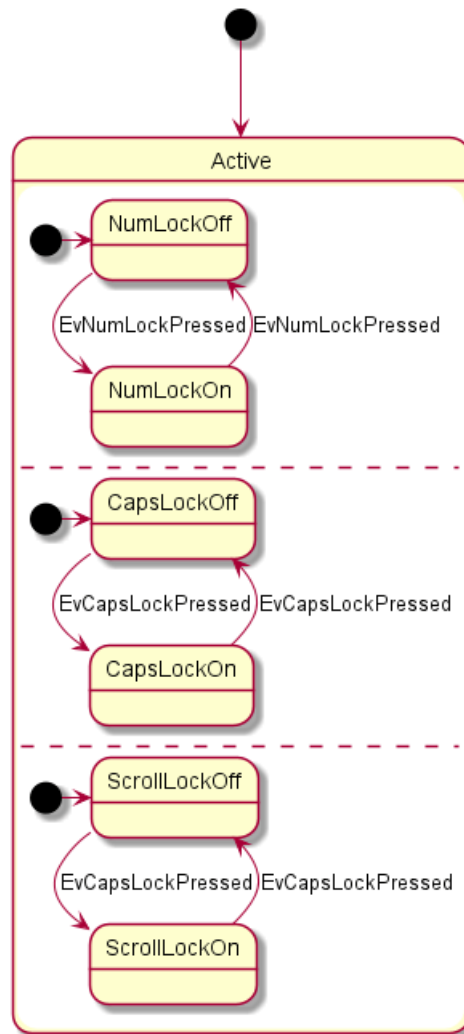 Active
NumLockOff
EvNumLockPressed EvNumLockPressed
NumLockOn
CapsLockOff
EvCapsLockPressed EvCapsLockPressed
CapsLockOn
ScrollLockOff
EvCapsLockPressed EvCapsLockPressed
ScrollLockOn